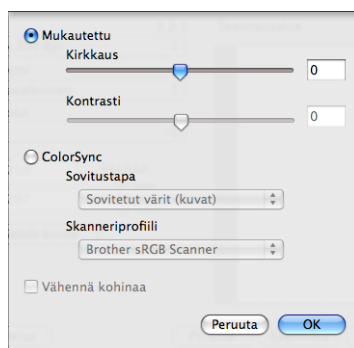 Mukautettu
Kirkkaus
0
Kontrasti
0
ColorSync
Sovitustapa
Sovitetut värit (kuvat)
Skanneriprofiili
Brother sRGB Scanner
Vähennä kohinaa
Peruuta OK